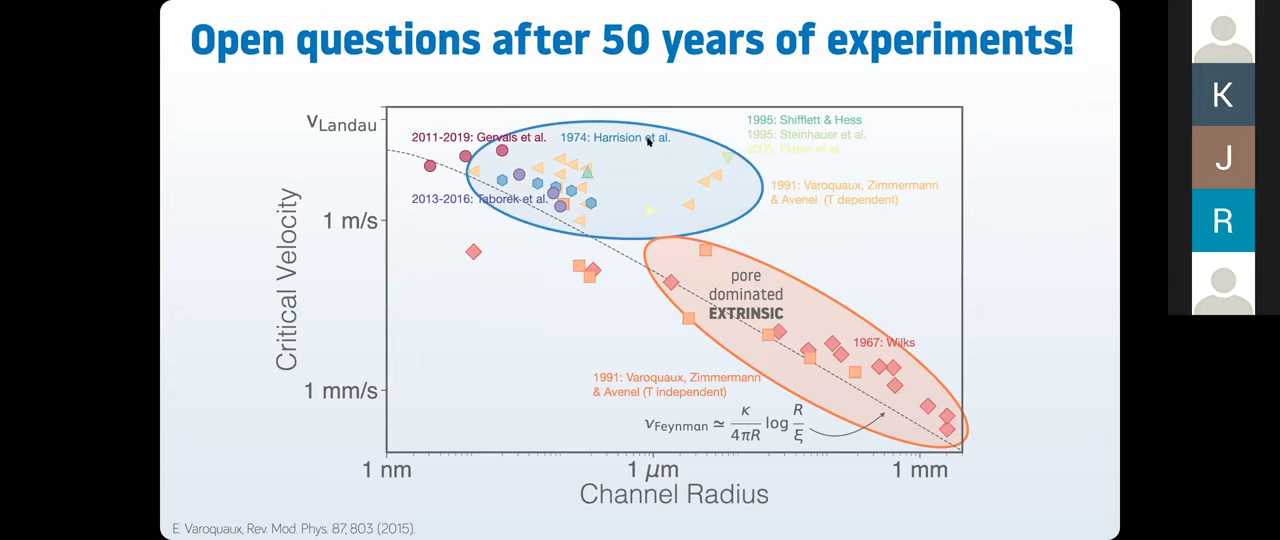 Open questions after 50 years of experiments!
vLandau
2011-2019: Gervais et al.
1974: Harrision et al.
1995: Shifflett & Hess
1995: Steinhauer et al.
2013-2016: Taborek et al.
1991: Varoquaux, Zimmermann
& Avenel (T dependent)
Critical Velocity
1 m/s
pore
dominated
EXTRINSIC
1967: Wilks
1 mm/s
1991: Varoquaux, Zimmermann
& Avenel (T independent)
νFeynman ≃ κ/4πR log R/ξ
1 nm
1 μm
1 mm
Channel Radius
E. Varoquaux, Rev. Mod. Phys. 87, 803 (2015).
K
J
R